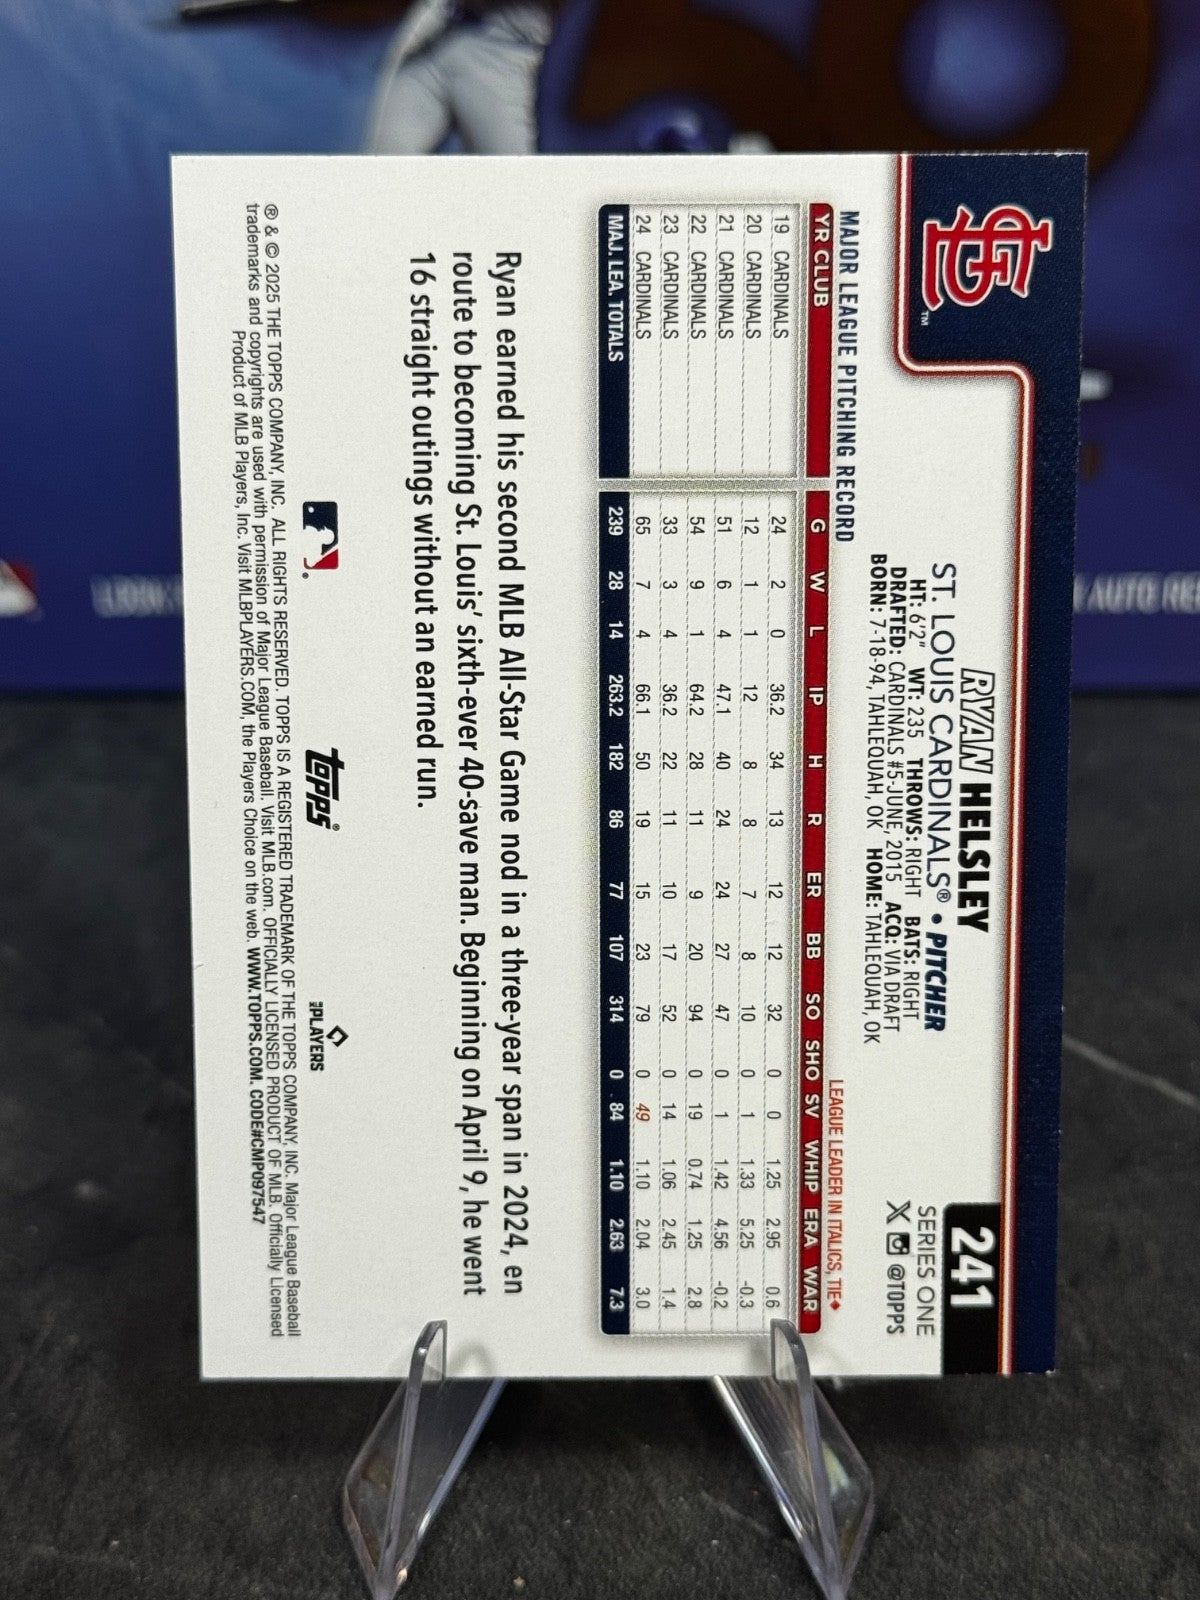 241
SERIES ONE
@TOPPS
RYAN HELSLEY
ST. LOUIS CARDINALS® • PITCHER
HT: 6'2" WT: 235 THROWS: RIGHT BATS: RIGHT
DRAFTED: CARDINALS #5-JUNE, 2015 ACQ: VIA DRAFT
BORN: 7-18-94, TAHLEQUAH, OK HOME: TAHLEQUAH, OK
StL™
MAJOR LEAGUE PITCHING RECORD LEAGUE LEADER IN ITALICS, TIE♦
YR CLUB G W L IP H R ER BB SO SHO SV WHIP ERA WAR
19 CARDINALS 24 2 0 36.2 34 13 12 12 32 0 0 1.25 2.95 0.6
20 CARDINALS 12 1 1 12 8 8 7 8 10 0 1 1.33 5.25 -0.3
21 CARDINALS 51 6 4 47.1 40 24 24 27 47 0 1 1.42 4.56 -0.2
22 CARDINALS 54 9 1 64.2 28 11 9 20 94 0 19 0.74 1.25 2.8
23 CARDINALS 33 3 4 36.2 22 11 10 17 52 0 14 1.06 2.45 1.4
24 CARDINALS 65 7 4 66.1 50 19 15 23 79 0 49 1.10 2.04 3.0
MAJ. LEA. TOTALS 239 28 14 263.2 182 86 77 107 314 0 84 1.10 2.63 7.3
Ryan earned his second MLB All-Star Game nod in a three-year span in 2024, en
route to becoming St. Louis' sixth-ever 40-save man. Beginning on April 9, he went
16 straight outings without an earned run.
topps®
PLAYERS
® & © 2025 THE TOPPS COMPANY, INC. ALL RIGHTS RESERVED. TOPPS IS A REGISTERED TRADEMARK OF THE TOPPS COMPANY, INC. Major League Baseball
trademarks and copyrights are used with permission of Major League Baseball. Visit MLB.com. OFFICIALLY LICENSED PRODUCT OF MLB. Officially Licensed
Product of MLB Players, Inc. Visit MLBPLAYERS.COM, the Players Choice on the web. WWW.TOPPS.COM. CODE#CMP097547